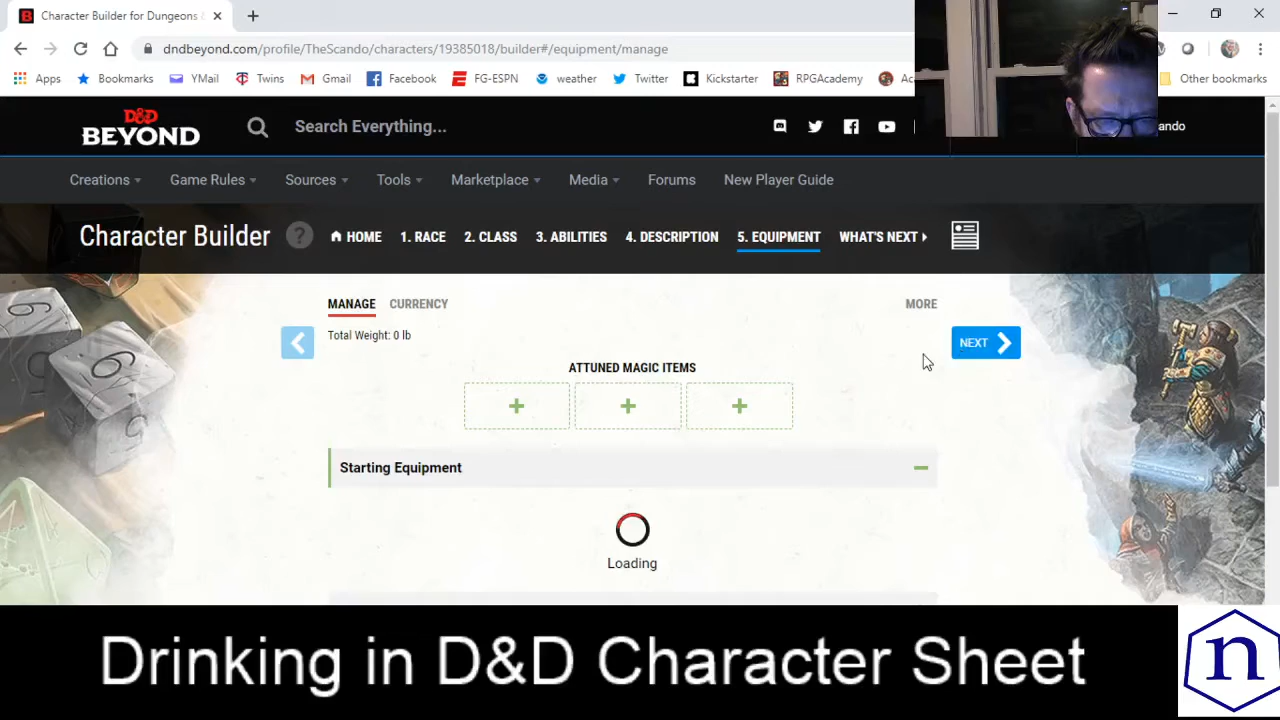 Character Builder for Dungeons
dndbeyond.com/profile/TheScando/characters/19385018/builder#/equipment/manage
Apps Bookmarks YMail Twins Gmail Facebook FG-ESPN weather Twitter Kickstarter RPGAcademy Other bookmarks
D&D BEYOND
Search Everything...
ando
Creations Game Rules Sources Tools Marketplace Media Forums New Player Guide
Character Builder ? HOME 1. RACE 2. CLASS 3. ABILITIES 4. DESCRIPTION 5. EQUIPMENT WHAT'S NEXT
MANAGE CURRENCY MORE
Total Weight: 0 lb
NEXT
ATTUNED MAGIC ITEMS
Starting Equipment
Loading
Drinking in D&D Character Sheet
n